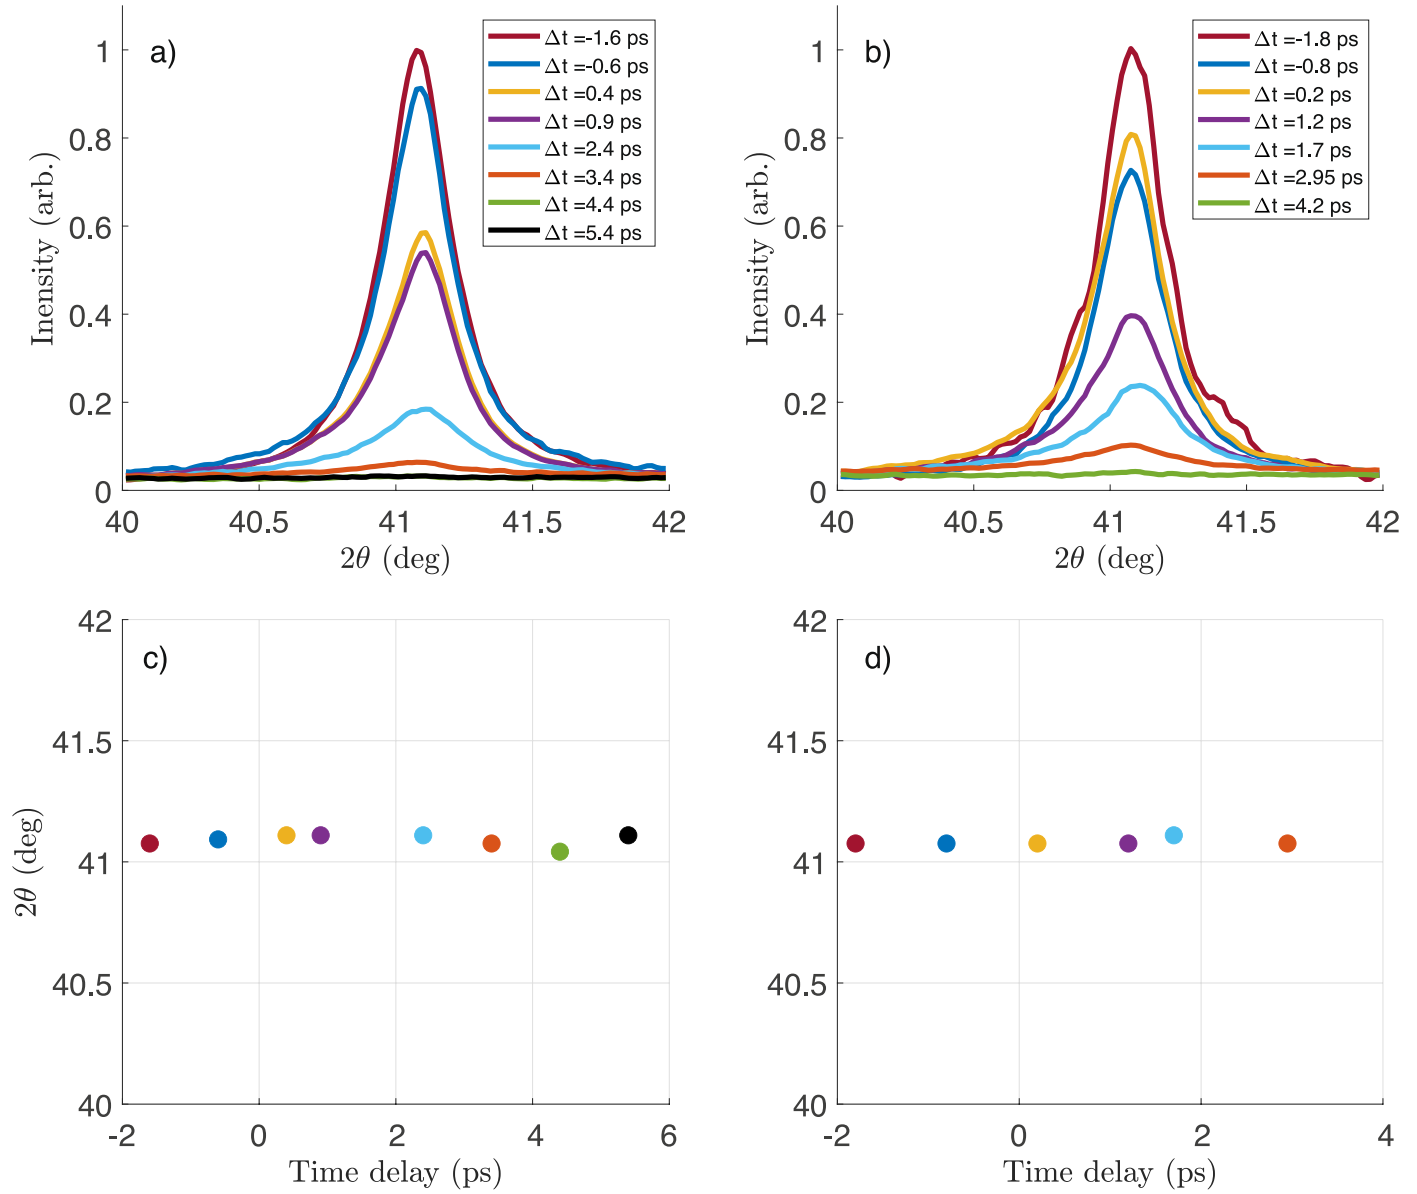 a)
Δt =-1.6 ps
Δt =-0.6 ps
Δt =0.4 ps
Δt =0.9 ps
Δt =2.4 ps
Δt =3.4 ps
Δt =4.4 ps
Δt =5.4 ps
1
0.8
0.6
0.4
0.2
0
Inensity (arb.)
40
40.5
41
41.5
42
2θ (deg)
b)
Δt =-1.8 ps
Δt =-0.8 ps
Δt =0.2 ps
Δt =1.2 ps
Δt =1.7 ps
Δt =2.95 ps
Δt =4.2 ps
1
0.8
0.6
0.4
0.2
0
Inensity (arb.)
40
40.5
41
41.5
42
2θ (deg)
c)
42
41.5
41
40.5
40
2θ (deg)
-2
0
2
4
6
Time delay (ps)
d)
42
41.5
41
40.5
40
-2
0
2
4
Time delay (ps)